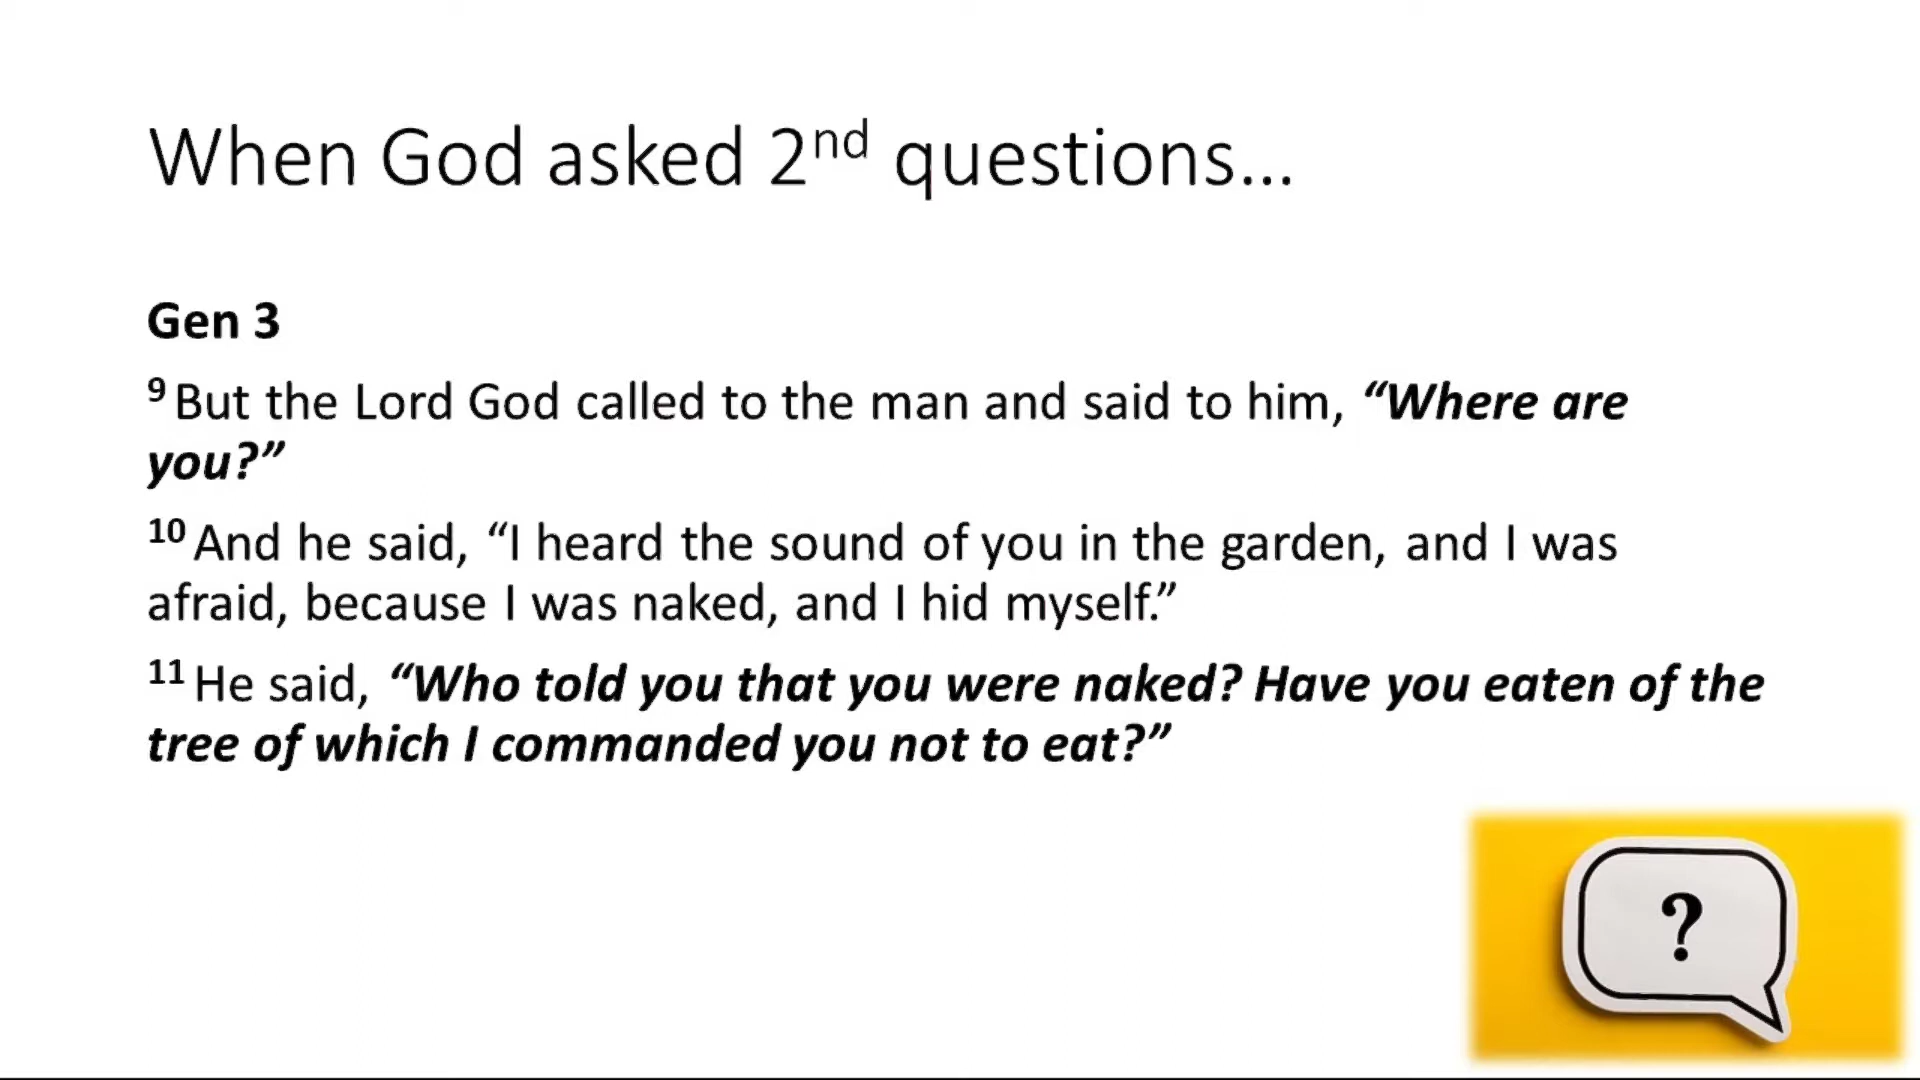 When God asked 2nd questions...
Gen 3
9 But the Lord God called to the man and said to him, “Where are
you?”
10 And he said, “I heard the sound of you in the garden, and I was
afraid, because I was naked, and I hid myself.”
11 He said, “Who told you that you were naked? Have you eaten of the
tree of which I commanded you not to eat?”
?